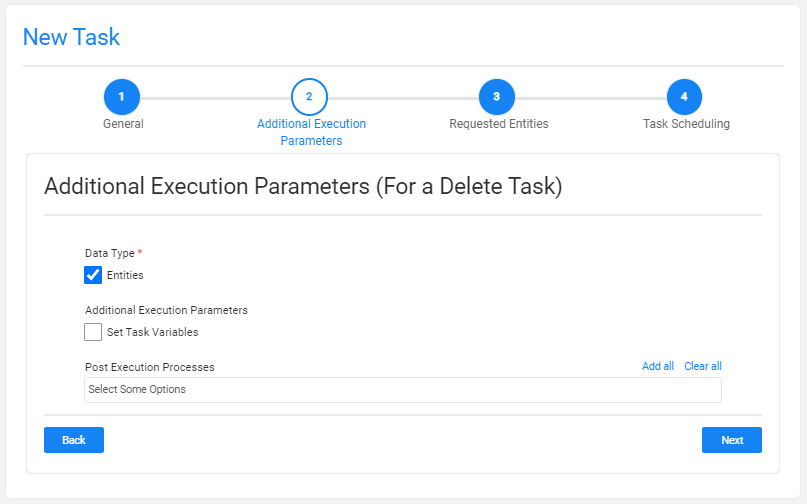 New Task
1
2
3
4
General
Additional Execution
Parameters
Requested Entities
Task Scheduling
Additional Execution Parameters (For a Delete Task)
Data Type *
Entities
Additional Execution Parameters
Set Task Variables
Post Execution Processes
Add all
Clear all
Select Some Options
Back
Next